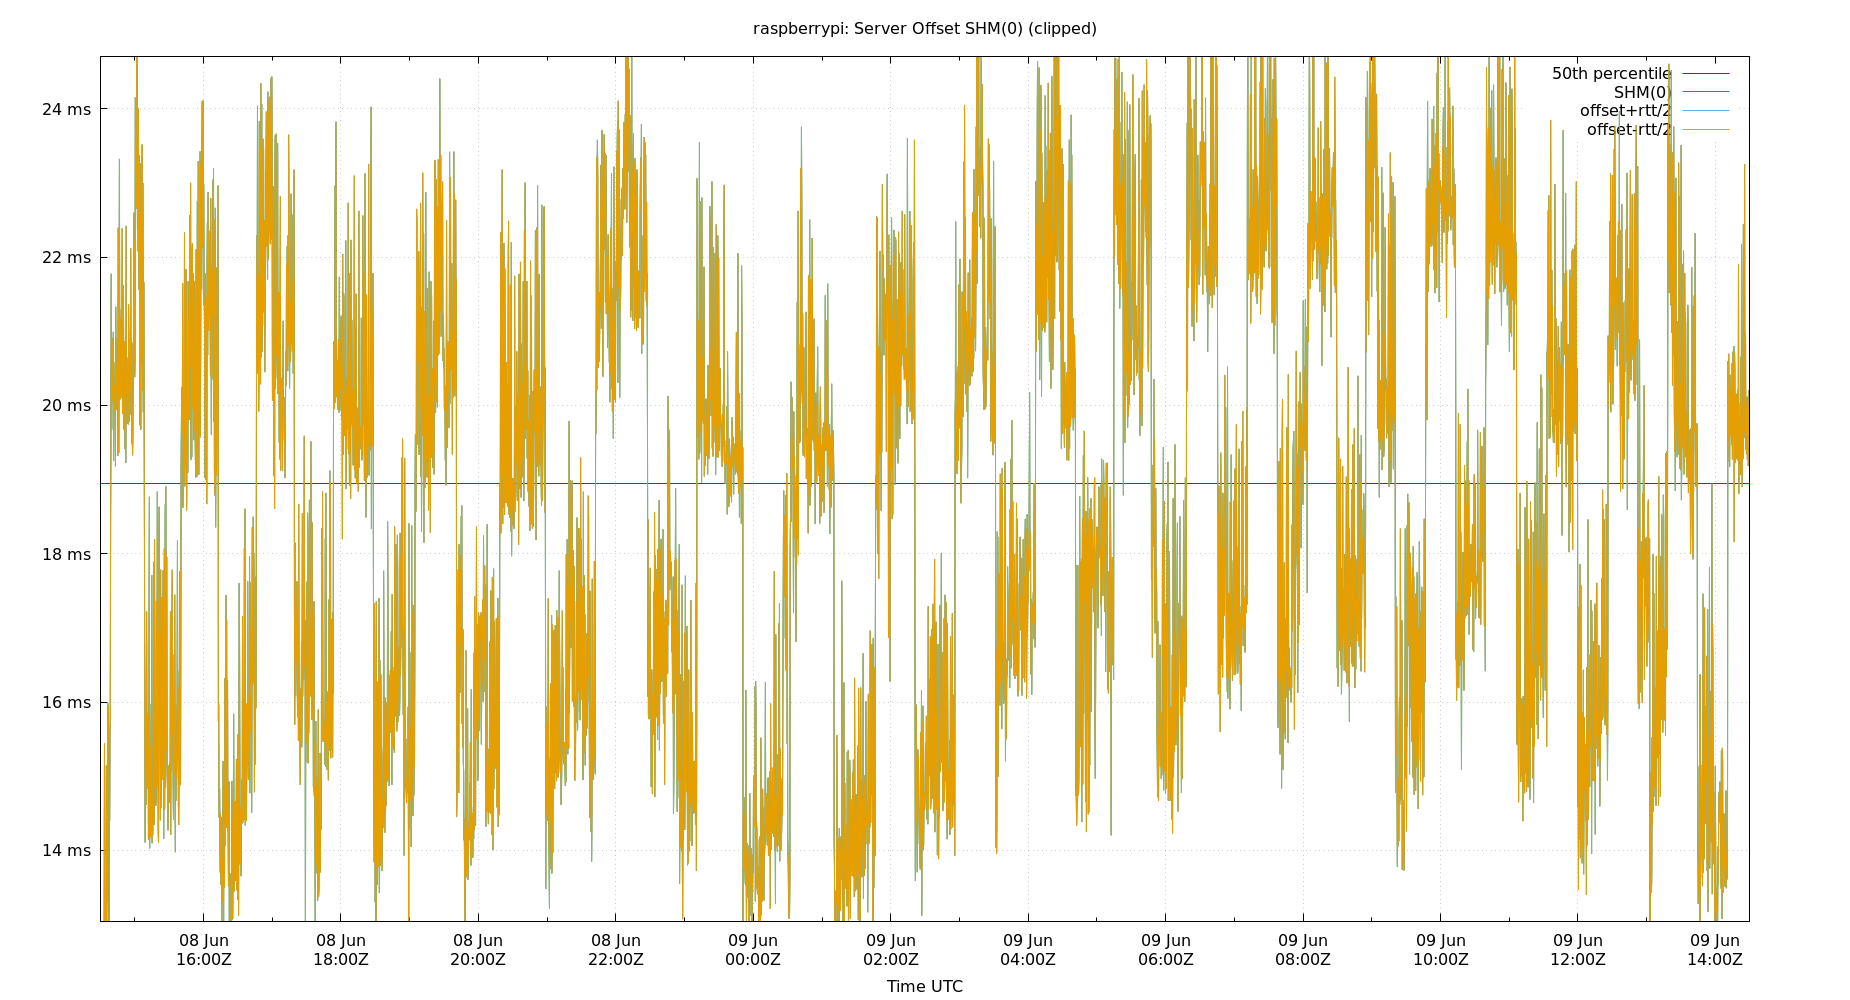 raspberrypi: Server Offset SHM(0) (clipped)
50th percentile
SHM(0)
offset+rtt/2
offset-rtt/2
24 ms
22 ms
20 ms
18 ms
16 ms
14 ms
08 Jun 08 Jun 08 Jun 08 Jun 09 Jun 09 Jun 09 Jun 09 Jun 09 Jun 09 Jun 09 Jun 09 Jun
16:00Z 18:00Z 20:00Z 22:00Z 00:00Z 02:00Z 04:00Z 06:00Z 08:00Z 10:00Z 12:00Z 14:00Z
Time UTC